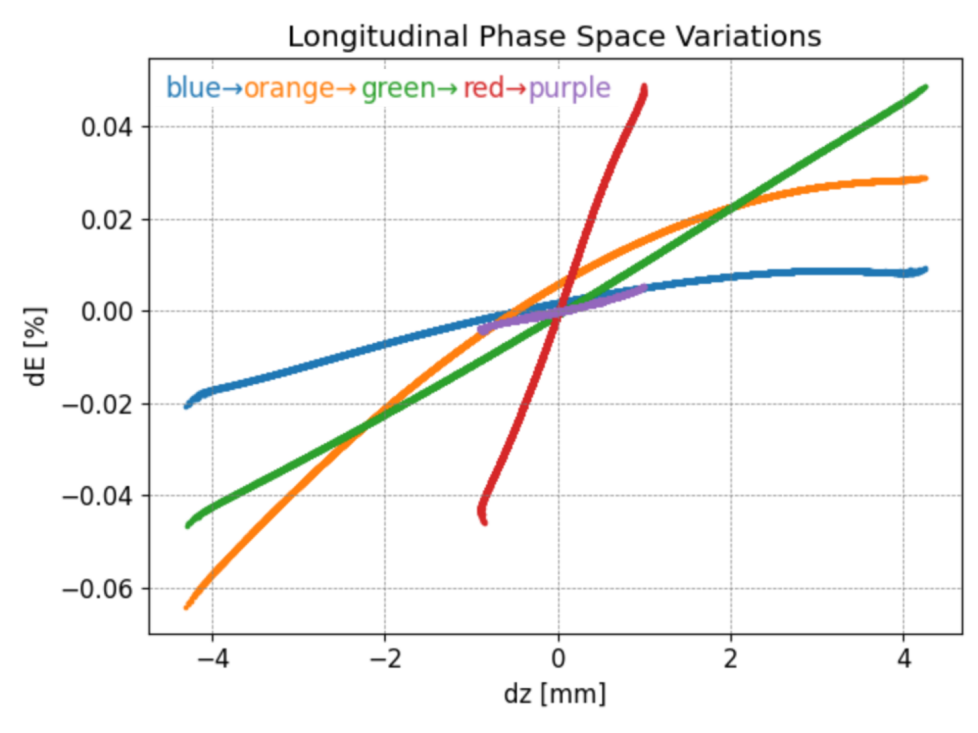 Longitudinal Phase Space Variations
blue→orange→green→red→purple
0.04
0.02
0.00
−0.02
−0.04
−0.06
dE [%]
−4 −2 0 2 4
dz [mm]